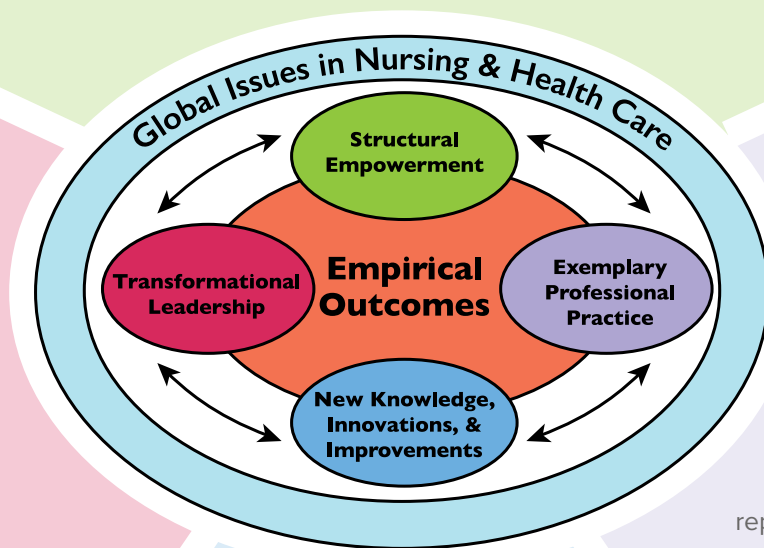 Global Issues in Nursing & Health Care
Structural
Empowerment
Transformational
Leadership
Empirical
Outcomes
Exemplary
Professional
Practice
New Knowledge,
Innovations, &
Improvements
rep